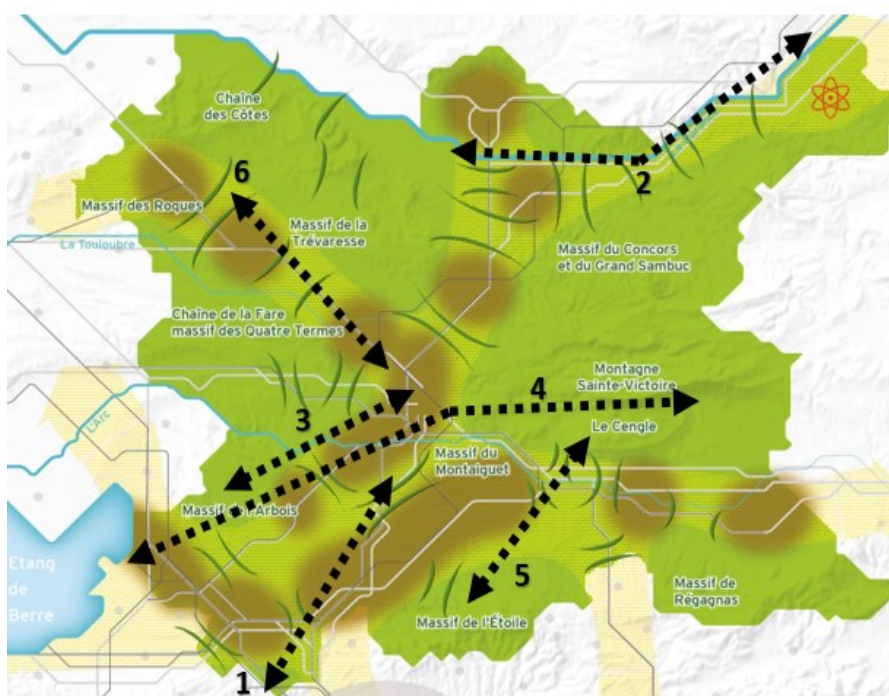 Chaîne
des Côtes
6
2
Massif des Roques
Massif de la
Trévaresse
La Touloubre
Massif du Concors
et du Grand Sambuc
Chaîne de la Fare
massif des Quatre Termes
Montagne
Sainte-Victoire
4
3
Le Cengle
L'Arc
Massif du
Montaiguet
Massif de l'Arbois
Etang
de
Berre
5
Massif de
Régagnas
Massif de l'Étoile
1